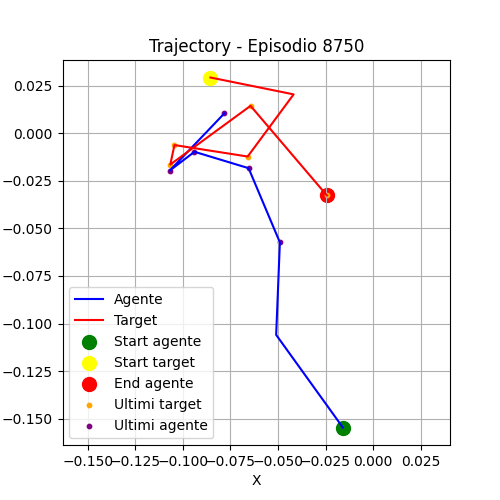 Trajectory - Episodio 8750
0.025
0.000
−0.025
−0.050
−0.075
−0.100
−0.125
−0.150
Agente
Target
Start agente
Start target
End agente
Ultimi target
Ultimi agente
−0.150 −0.125 −0.100 −0.075 −0.050 −0.025 0.000 0.025
X